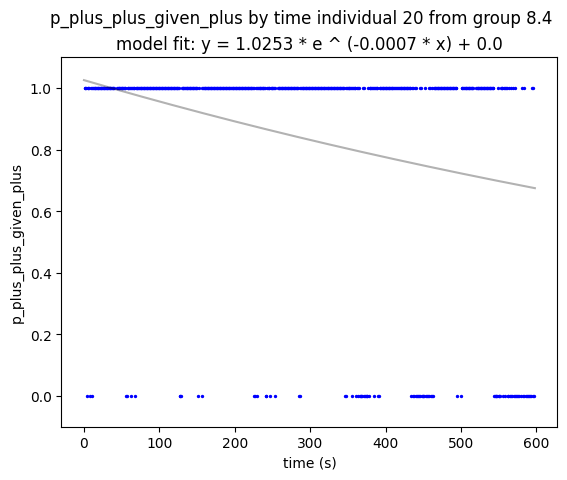 p_plus_plus_given_plus by time individual 20 from group 8.4
model fit: y = 1.0253 * e ^ (-0.0007 * x) + 0.0
p_plus_plus_given_plus
1.0
0.8
0.6
0.4
0.2
0.0
0 100 200 300 400 500 600
time (s)